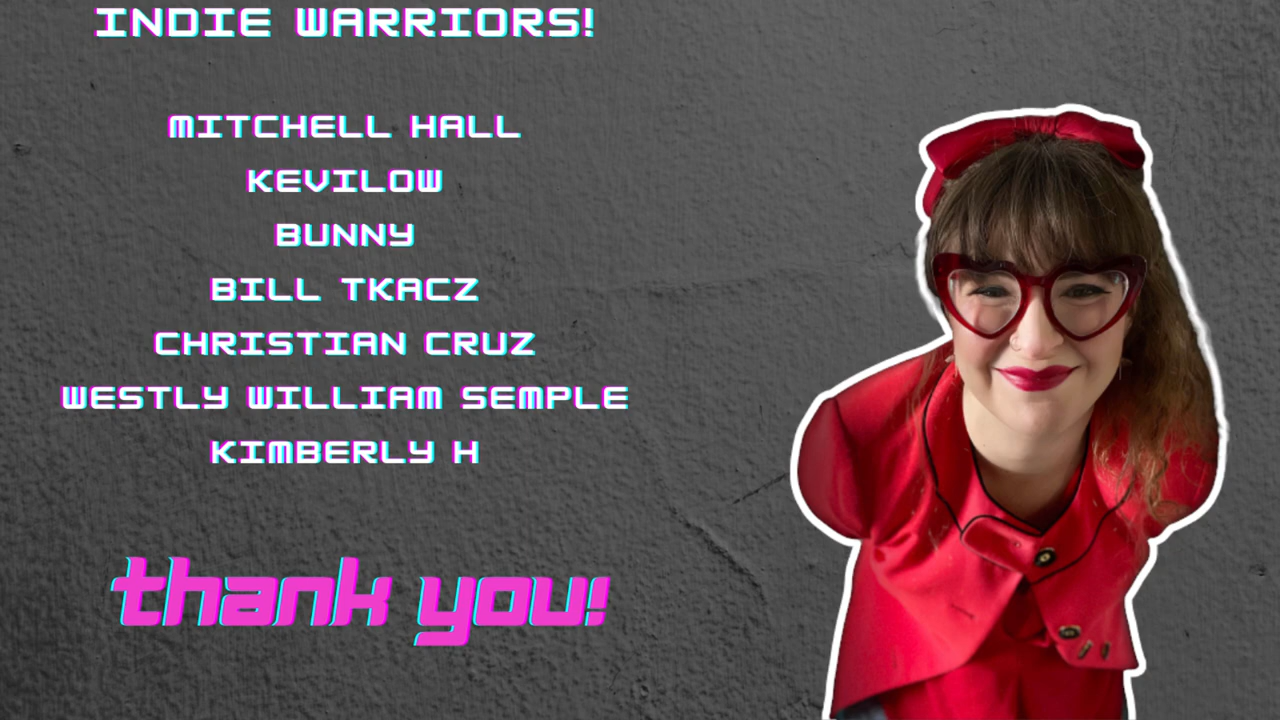 INDIE WARRIORS!
MITCHELL HALL
KEVILOW
BUNNY
BILL TKACZ
CHRISTIAN CRUZ
WESTLY WILLIAM SEMPLE
KIMBERLY H
thank you!